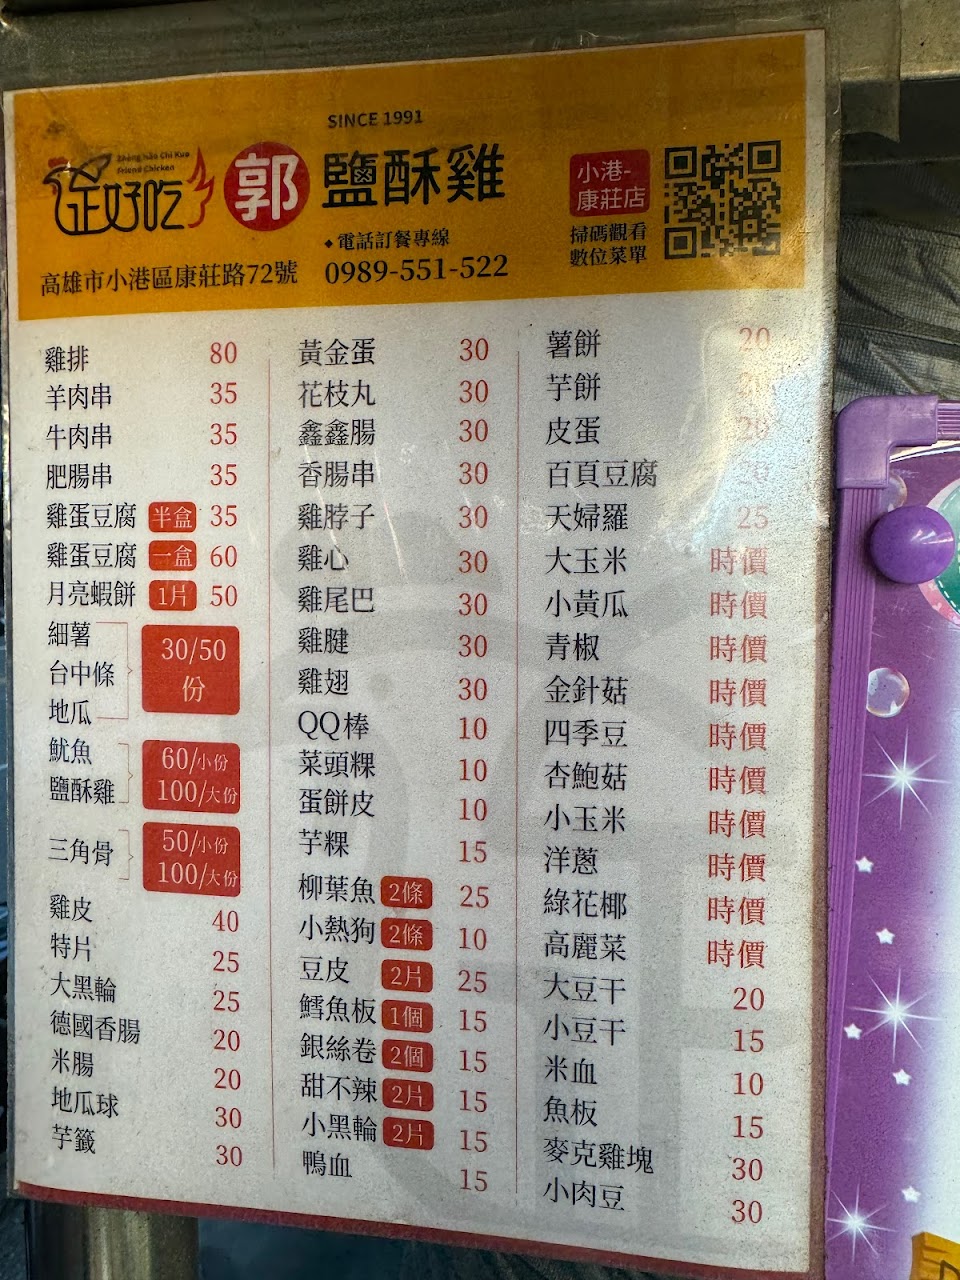 SINCE 1991
Zhèng hǎo Chi Kuo
Friend Chicken
正好吃
郭
鹽酥雞
小港-
康莊店
掃碼觀看
數位菜單
◆電話訂餐專線
0989-551-522
高雄市小港區康莊路72號
雞排 80
羊肉串 35
牛肉串 35
肥腸串 35
雞蛋豆腐 半盒 35
雞蛋豆腐 一盒 60
月亮蝦餅 1片 50
細薯
台中條
地瓜
30/50
份
魷魚
鹽酥雞
60/小份
100/大份
三角骨
50/小份
100/大份
雞皮 40
特片 25
大黑輪 25
德國香腸 20
米腸 20
地瓜球 30
芋籤 30
黃金蛋 30
花枝丸 30
鑫鑫腸 30
香腸串 30
雞脖子 30
雞心 30
雞尾巴 30
雞腱 30
雞翅 30
QQ棒 10
菜頭粿 10
蛋餅皮 10
芋粿 15
柳葉魚 2條 25
小熱狗 2條 10
豆皮 2片 25
鱈魚板 1個 15
銀絲卷 2個 15
甜不辣 2片 15
小黑輪 2片 15
鴨血 15
薯餅 20
芋餅
皮蛋 20
百頁豆腐
天婦羅 25
大玉米 時價
小黃瓜 時價
青椒 時價
金針菇 時價
四季豆 時價
杏鮑菇 時價
小玉米 時價
洋蔥 時價
綠花椰 時價
高麗菜 時價
大豆干 20
小豆干 15
米血 10
魚板 15
麥克雞塊 30
小肉豆 30